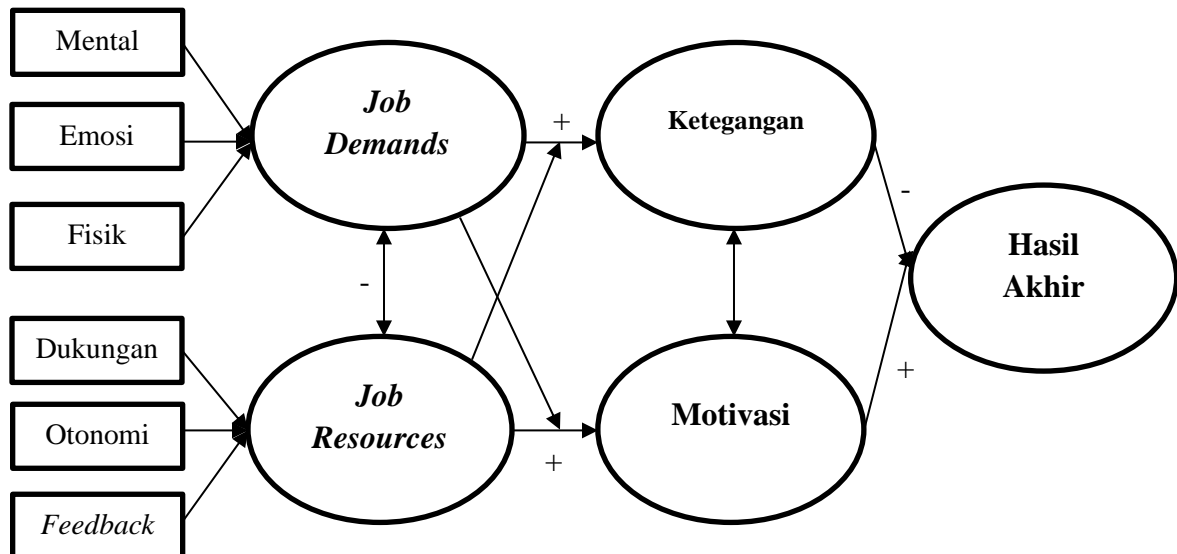 Mental
Emosi
Fisik
Dukungan
Otonomi
Feedback
Job
Demands
Job
Resources
+
-
+
Ketegangan
Motivasi
-
+
Hasil
Akhir